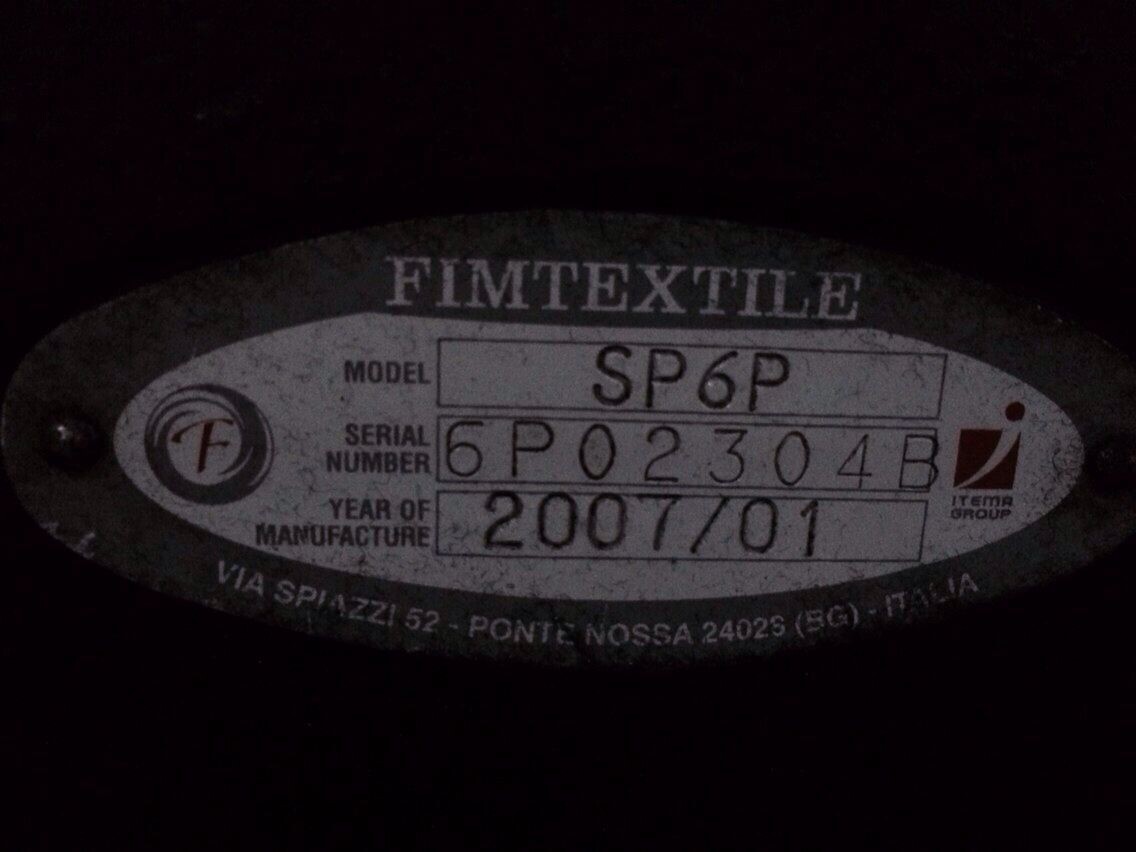 FIMTEXTILE
MODEL SP6P
SERIAL NUMBER 6P02304B
YEAR OF MANUFACTURE 2007/01
F
ITEMA
GROUP
VIA SPIAZZI 52 - PONTE NOSSA 24028 (BG) - ITALIA